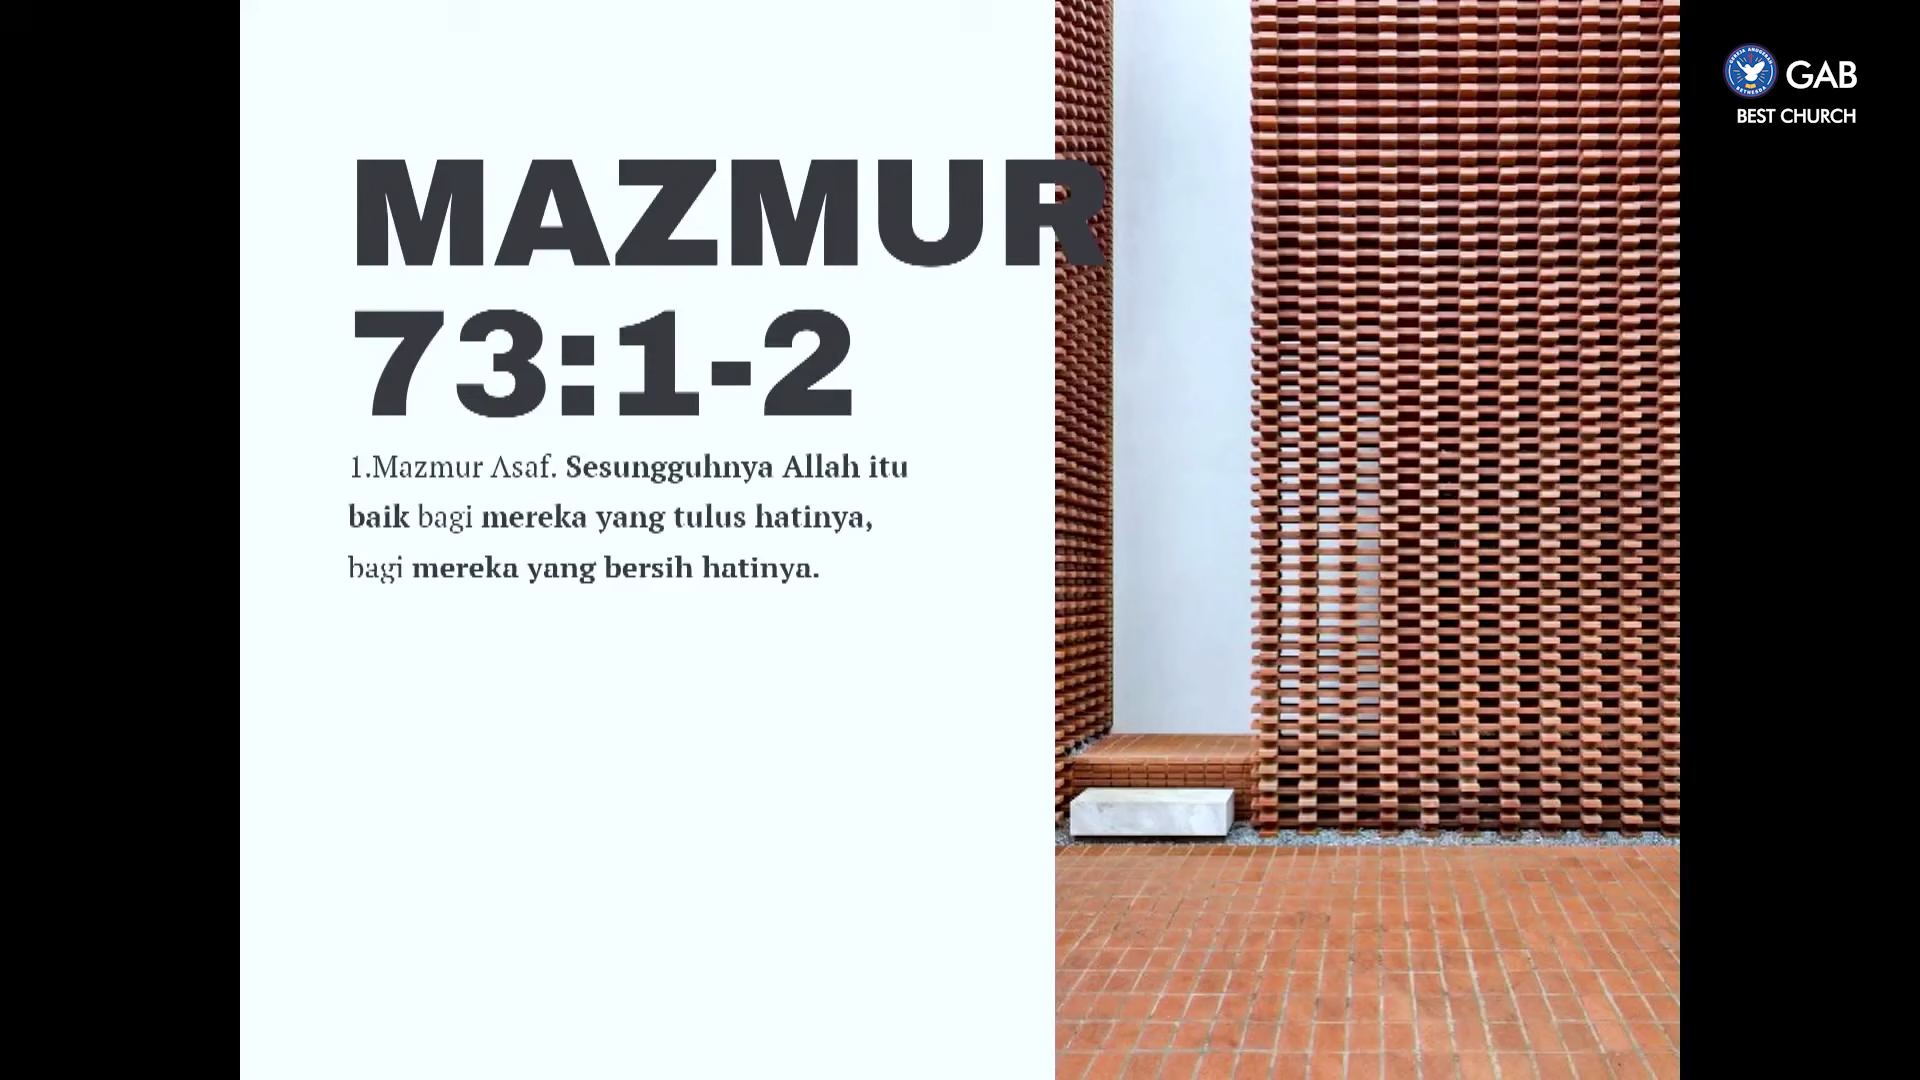 MAZMUR
73:1-2
1.Mazmur Asaf. Sesungguhnya Allah itu
baik bagi mereka yang tulus hatinya,
bagi mereka yang bersih hatinya.
GAB
BEST CHURCH